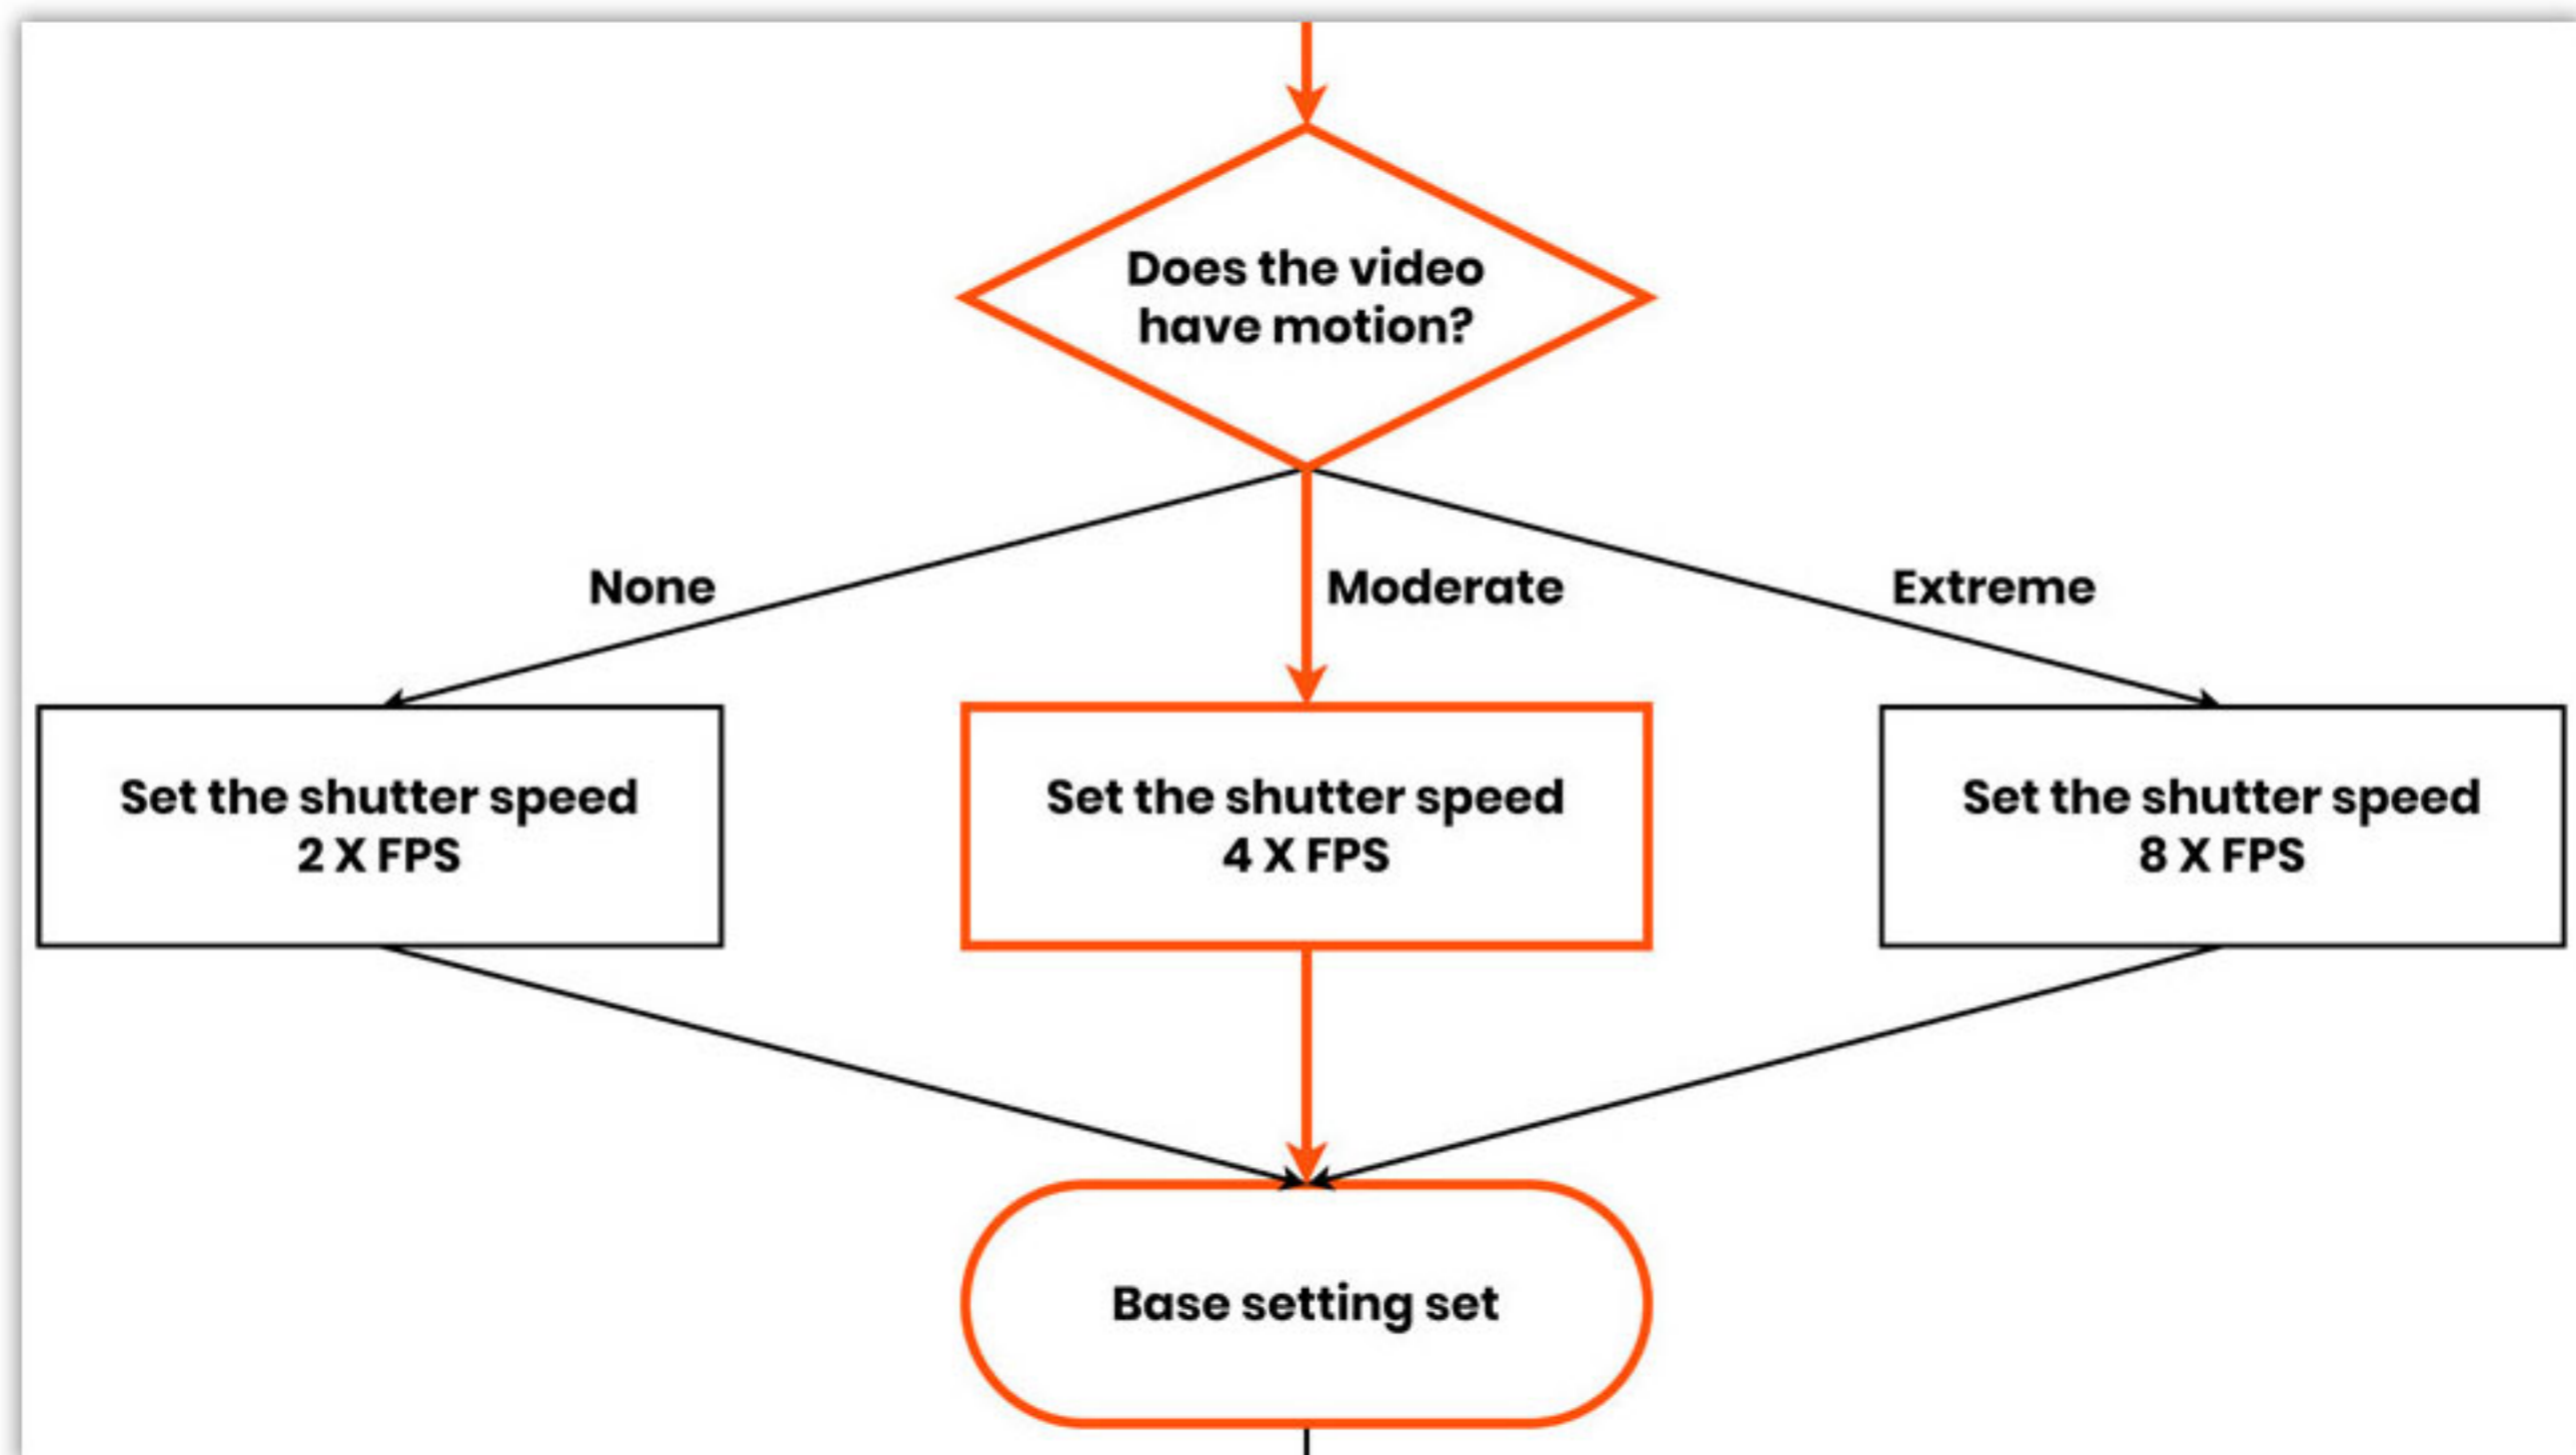 Does the video
have motion?
None
Moderate
Extreme
Set the shutter speed
2 X FPS
Set the shutter speed
4 X FPS
Set the shutter speed
8 X FPS
Base setting set